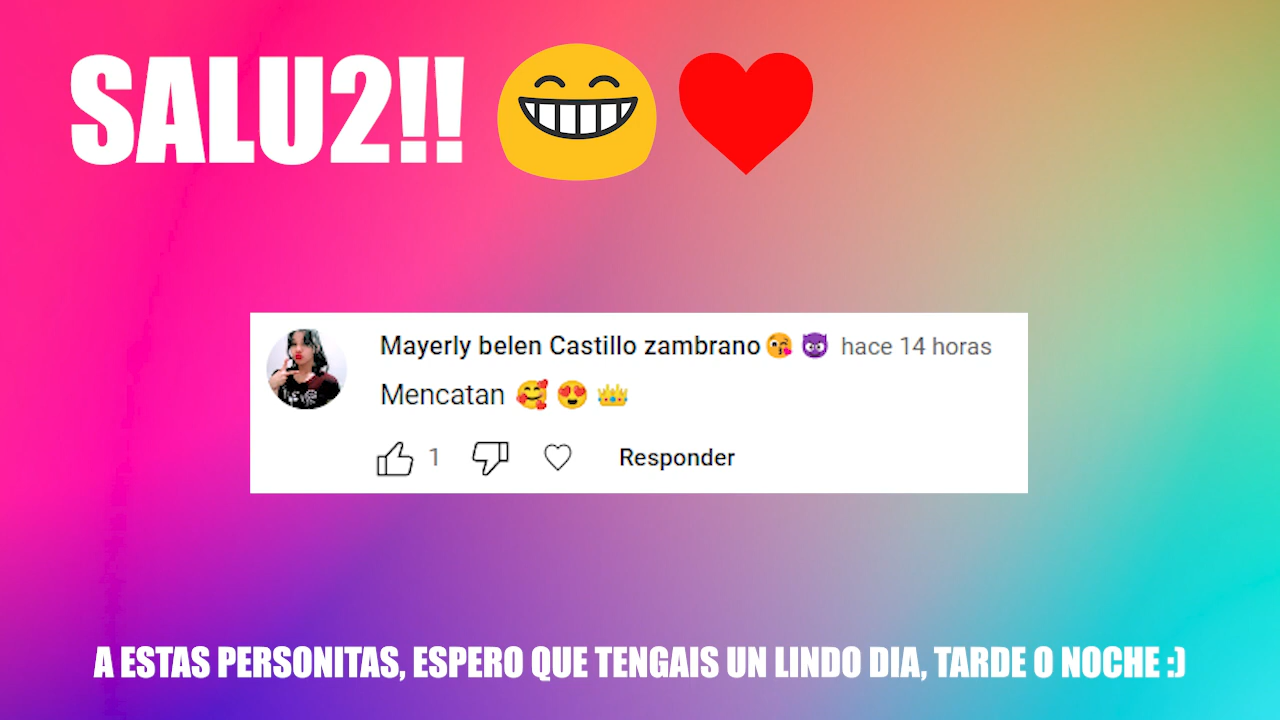 SALU2!! 😁 ❤
Mayerly belen Castillo zambrano😘 😈 hace 14 horas
Mencatan 🥰 😍 👑
1 Responder
A ESTAS PERSONITAS, ESPERO QUE TENGAIS UN LINDO DIA, TARDE O NOCHE :)